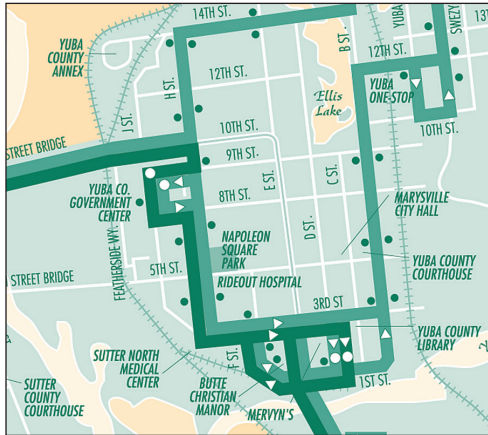 14TH ST.
YUBA
COUNTY
ANNEX
H ST.
B ST.
YUBA
SWEZY
13T
12TH ST.
12TH ST.
YUBA
ONE-STOP
Ellis
Lake
J ST.
10TH ST.
10TH ST.
STREET BRIDGE
9TH ST.
E ST.
C ST.
YUBA CO.
GOVERNMENT
CENTER
8TH ST.
MARYSVILLE
CITY HALL
D ST.
FEATHERSIDE WY.
NAPOLEON
SQUARE
PARK
YUBA COUNTY
COURTHOUSE
5TH ST.
STREET BRIDGE
RIDEOUT HOSPITAL
3RD ST
YUBA COUNTY
LIBRARY
F ST.
SUTTER NORTH
MEDICAL
CENTER
BUTTE
CHRISTIAN
MANOR
1ST ST.
SUTTER
COUNTY
COURTHOUSE
MERVYN'S